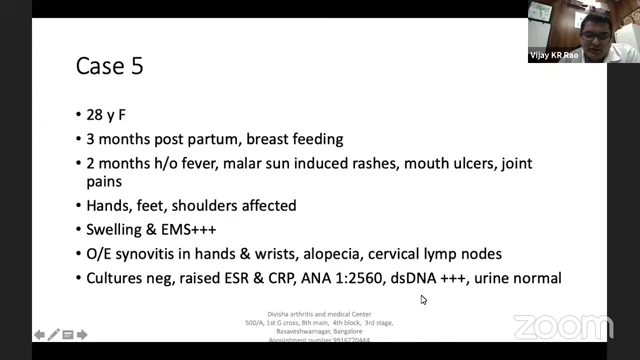 Vijay KR Rao
Case 5
• 28 y F
• 3 months post partum, breast feeding
• 2 months h/o fever, malar sun induced rashes, mouth ulcers, joint
pains
• Hands, feet, shoulders affected
• Swelling & EMS+++
• O/E synovitis in hands & wrists, alopecia, cervical lymp nodes
• Cultures neg, raised ESR & CRP, ANA 1:2560, dsDNA +++, urine normal
Divisha arthritis and medical Center
500/A, 1st G cross, 8th main, 4th block, 3rd stage,
Basaveshwarnagar, Bangalore
Appointment number 9916770444
zoom